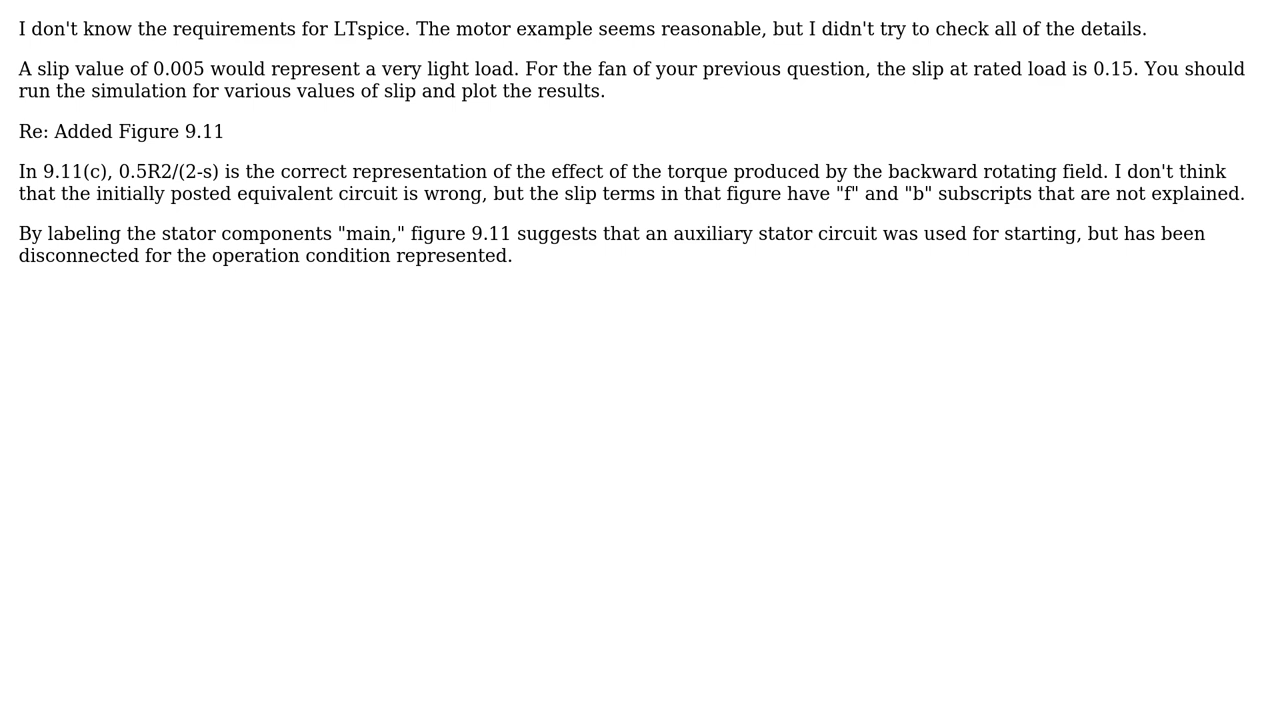 I don't know the requirements for LTspice. The motor example seems reasonable, but I didn't try to check all of the details.
A slip value of 0.005 would represent a very light load. For the fan of your previous question, the slip at rated load is 0.15. You should
run the simulation for various values of slip and plot the results.
Re: Added Figure 9.11
In 9.11(c), 0.5R2/(2-s) is the correct representation of the effect of the torque produced by the backward rotating field. I don't think
that the initially posted equivalent circuit is wrong, but the slip terms in that figure have "f" and "b" subscripts that are not explained.
By labeling the stator components "main," figure 9.11 suggests that an auxiliary stator circuit was used for starting, but has been
disconnected for the operation condition represented.